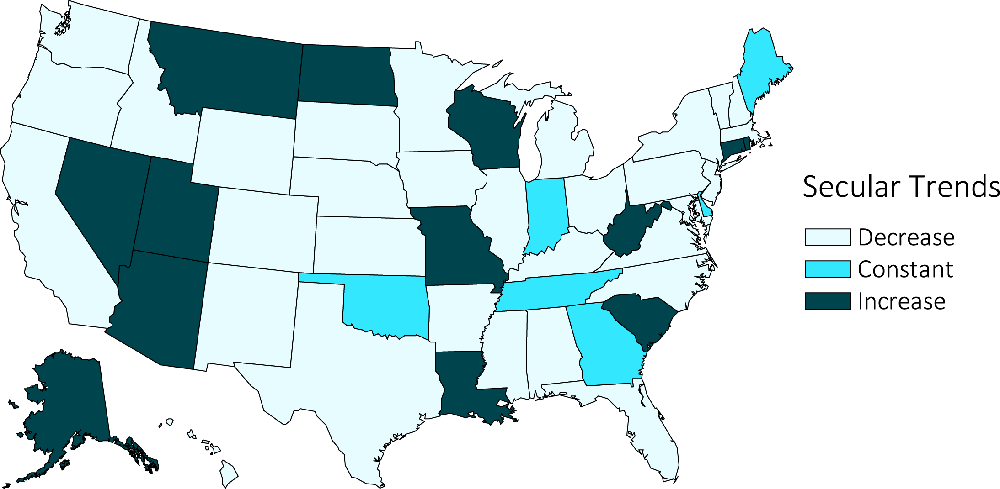 Secular Trends
Decrease
Constant
Increase